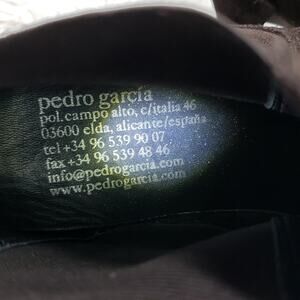 pedro garcía
pol.campo alto, c/italia 46
03600 elda, alicante/españa
tel+34 96 539 90 07
fax +34 96 539 48 46
info@pedrogarcia.com
www.pedrogarcia.com